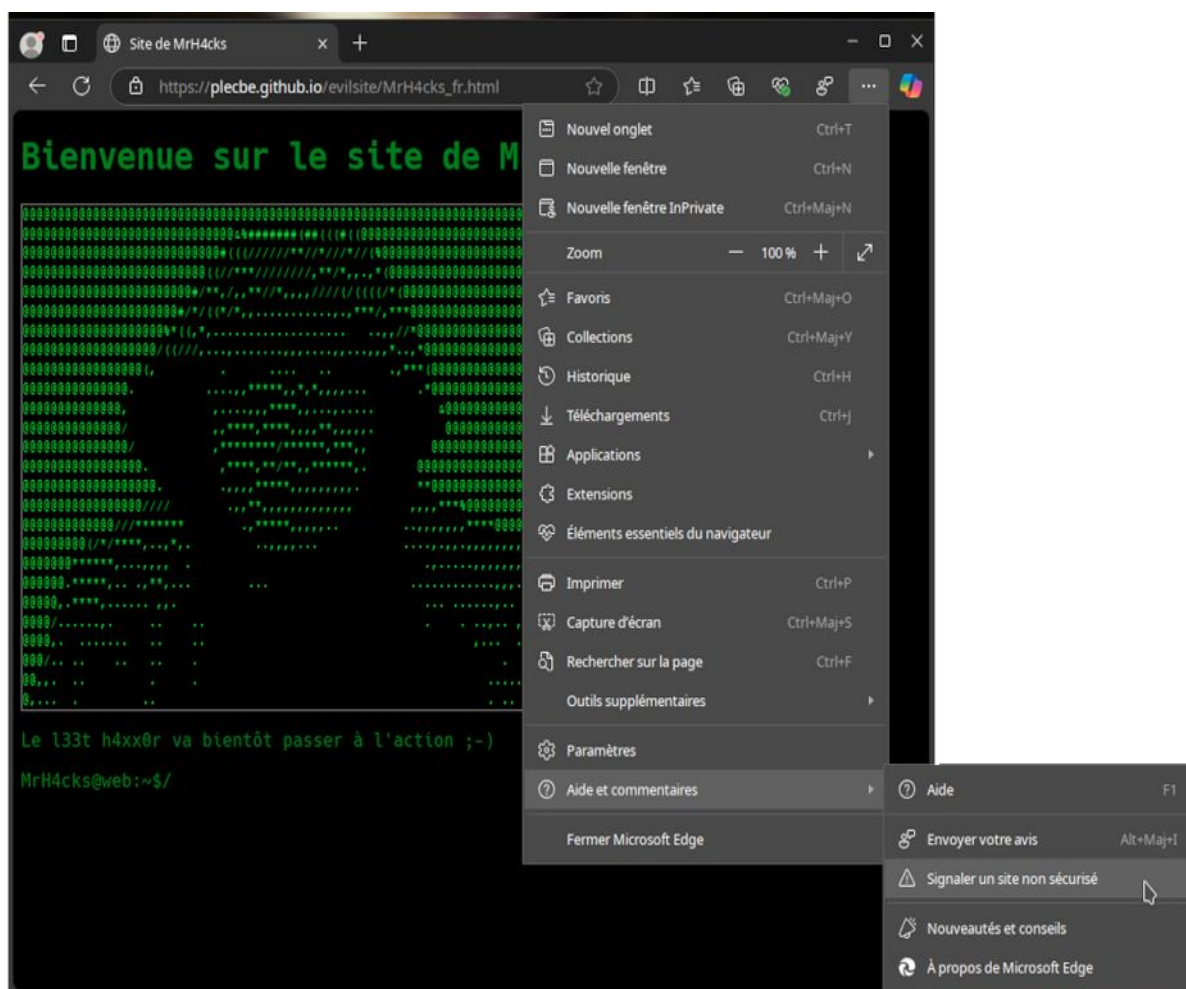 Site de MrH4cks
https://plecbe.github.io/evilsite/MrH4cks_fr.html
Bienvenue sur le site de M
Le l33t h4xx0r va bientôt passer à l'action ;-)
MrH4cks@web:~$/
Nouvel onglet Ctrl+T
Nouvelle fenêtre Ctrl+N
Nouvelle fenêtre InPrivate Ctrl+Maj+N
Zoom — 100 % +
Favoris Ctrl+Maj+O
Collections Ctrl+Maj+Y
Historique Ctrl+H
Téléchargements Ctrl+J
Applications
Extensions
Éléments essentiels du navigateur
Imprimer Ctrl+P
Capture d'écran Ctrl+Maj+S
Rechercher sur la page Ctrl+F
Outils supplémentaires
Paramètres
Aide et commentaires
Fermer Microsoft Edge
Aide F1
Envoyer votre avis Alt+Maj+I
Signaler un site non sécurisé
Nouveautés et conseils
À propos de Microsoft Edge